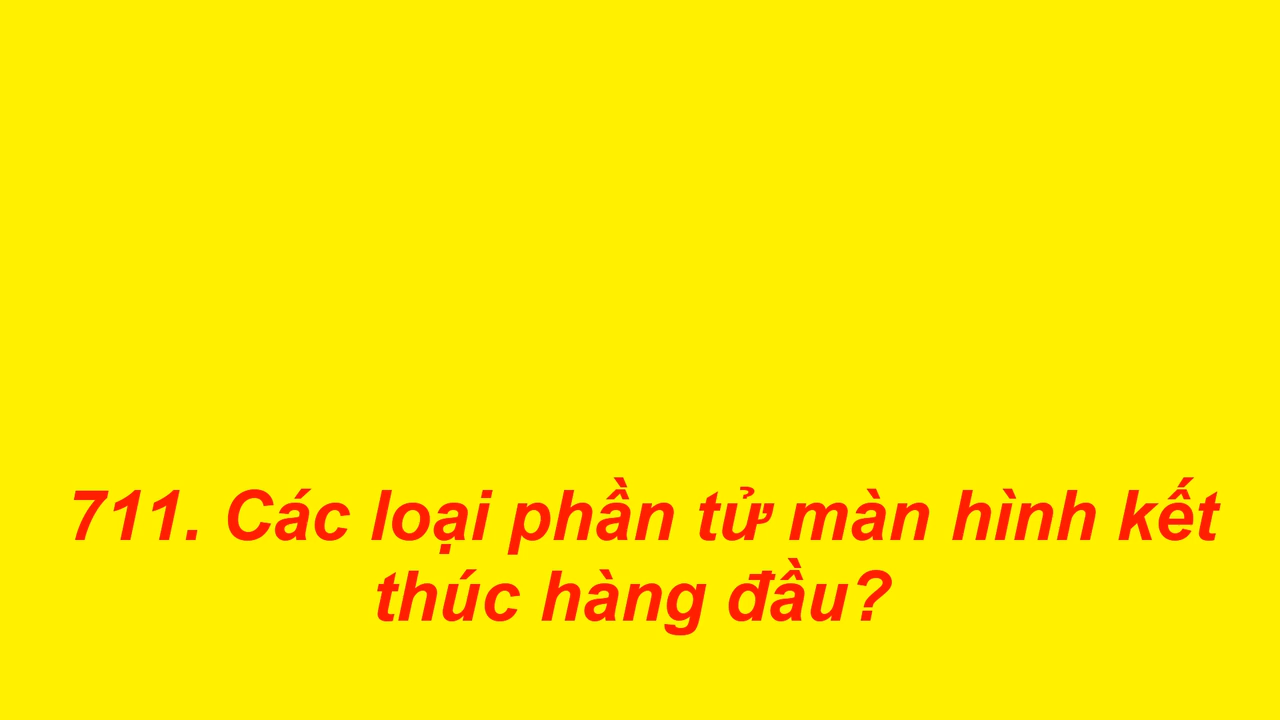 711. Các loại phần tử màn hình kết
thúc hàng đầu?